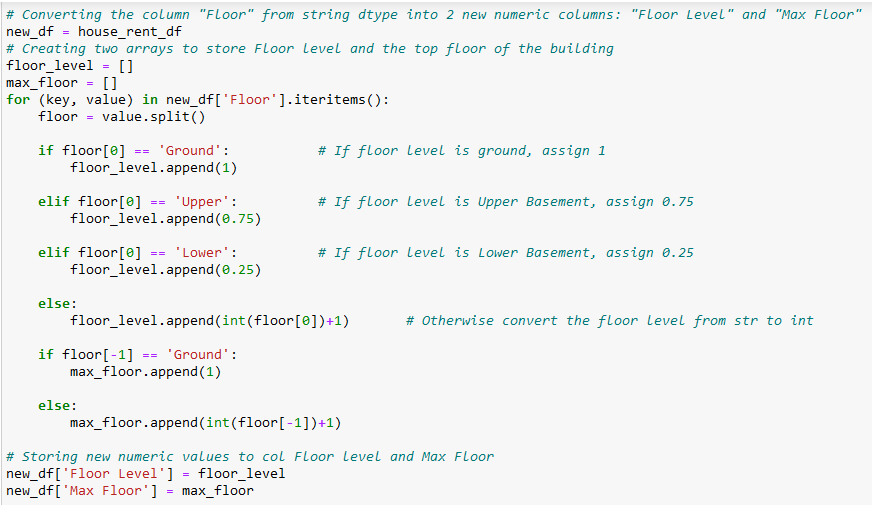 # Converting the column "Floor" from string dtype into 2 new numeric columns: "Floor Level" and "Max Floor"
new_df = house_rent_df
# Creating two arrays to store Floor level and the top floor of the building
floor_level = []
max_floor = []
for (key, value) in new_df['Floor'].iteritems():
    floor = value.split()

    if floor[0] == 'Ground':           # If floor level is ground, assign 1
        floor_level.append(1)

    elif floor[0] == 'Upper':          # If floor level is Upper Basement, assign 0.75
        floor_level.append(0.75)

    elif floor[0] == 'Lower':          # If floor level is Lower Basement, assign 0.25
        floor_level.append(0.25)

    else:
        floor_level.append(int(floor[0])+1)       # Otherwise convert the floor level from str to int

    if floor[-1] == 'Ground':
        max_floor.append(1)

    else:
        max_floor.append(int(floor[-1])+1)

# Storing new numeric values to col Floor level and Max Floor
new_df['Floor Level'] = floor_level
new_df['Max Floor'] = max_floor